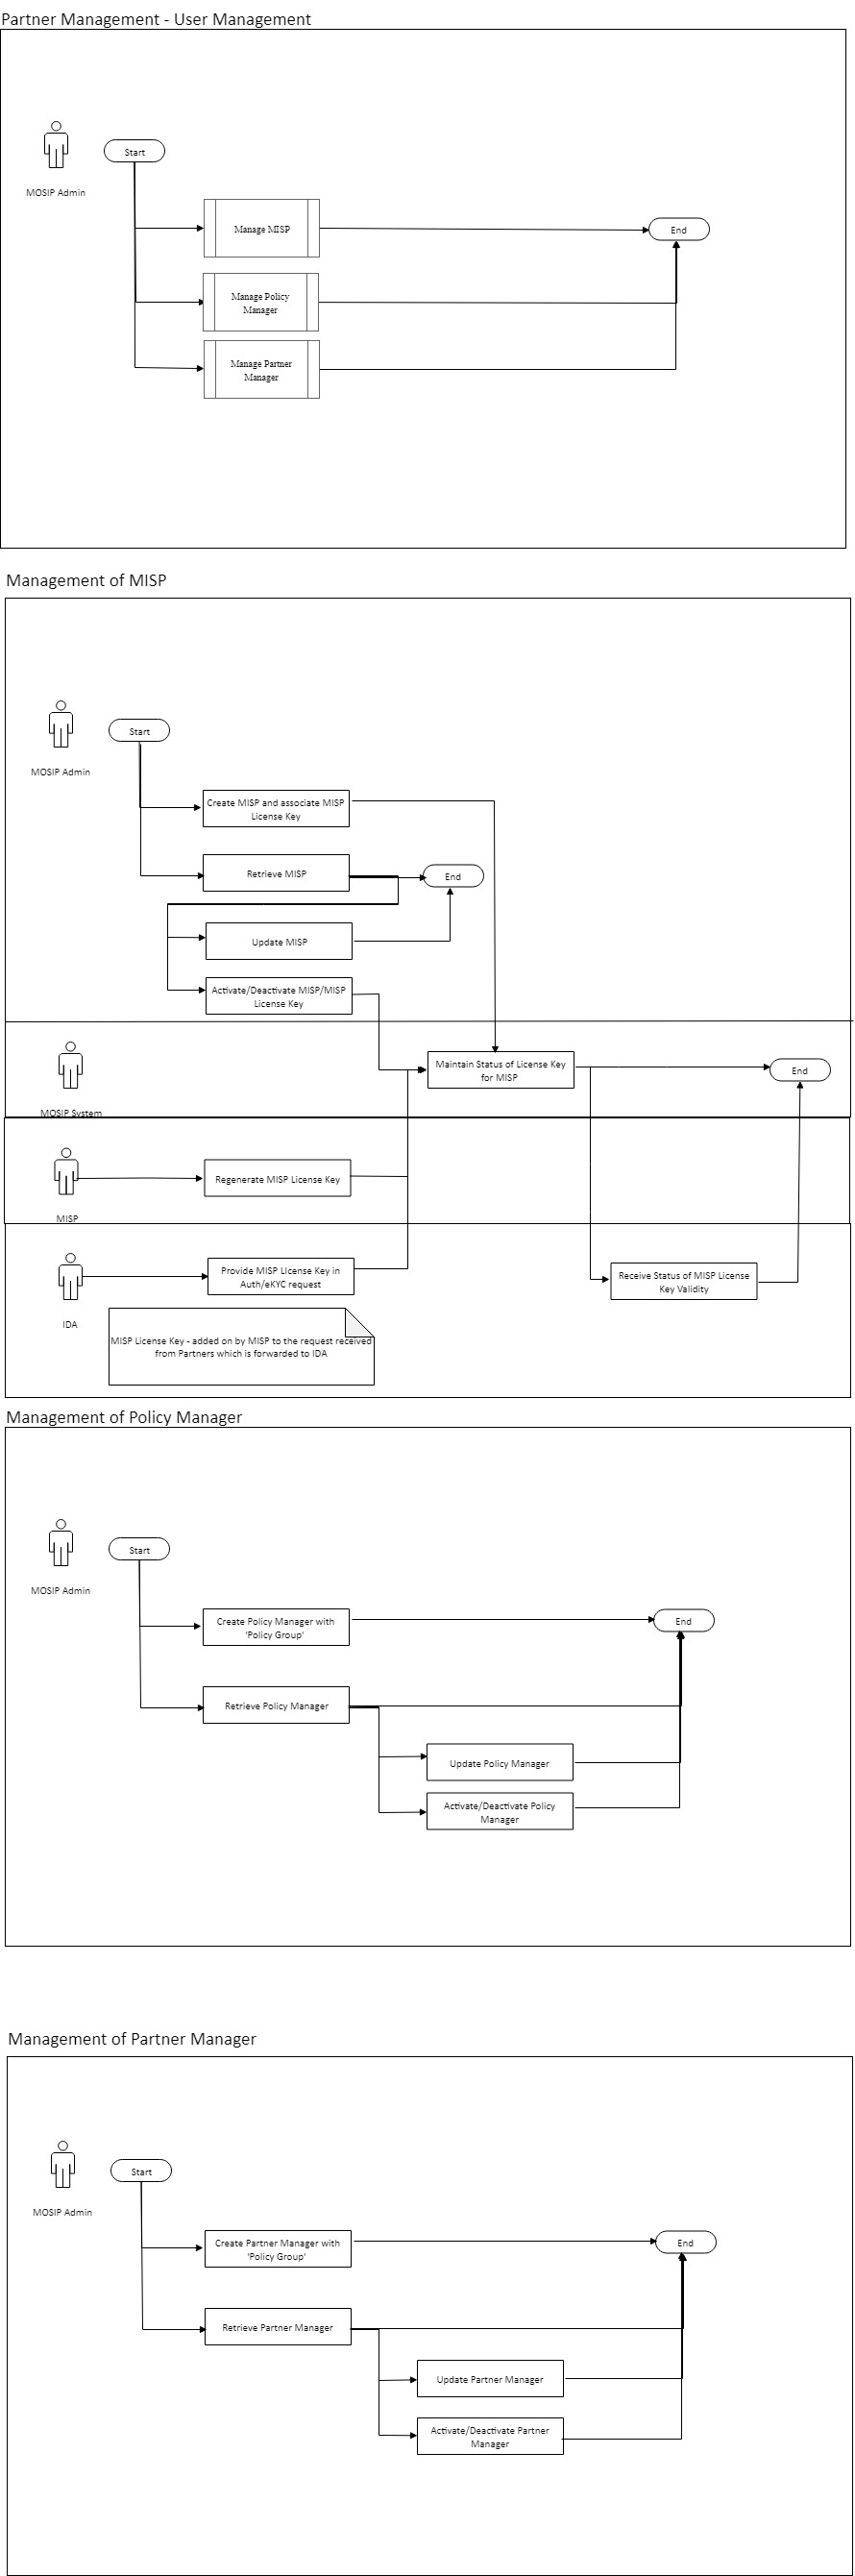 Partner Management - User Management
MOSIP Admin
Start
Manage MISP
End
Manage Policy
Manager
Manage Partner
Manager
Management of MISP
MOSIP Admin
Start
Create MISP and associate MISP
License Key
Retrieve MISP
End
Update MISP
Activate/Deactivate MISP/MISP
License Key
MOSIP System
Maintain Status of License Key
for MISP
End
MISP
Regenerate MISP License Key
IDA
Provide MISP LIcense Key in
Auth/eKYC request
Receive Status of MISP License
Key Validity
MISP License Key - added on by MISP to the request received
from Partners which is forwarded to IDA
Management of Policy Manager
MOSIP Admin
Start
Create Policy Manager with
'Policy Group'
End
Retrieve Policy Manager
Update Policy Manager
Activate/Deactivate Policy
Manager
Management of Partner Manager
MOSIP Admin
Start
Create Partner Manager with
'Policy Group'
End
Retrieve Partner Manager
Update Partner Manager
Activate/Deactivate Partner
Manager